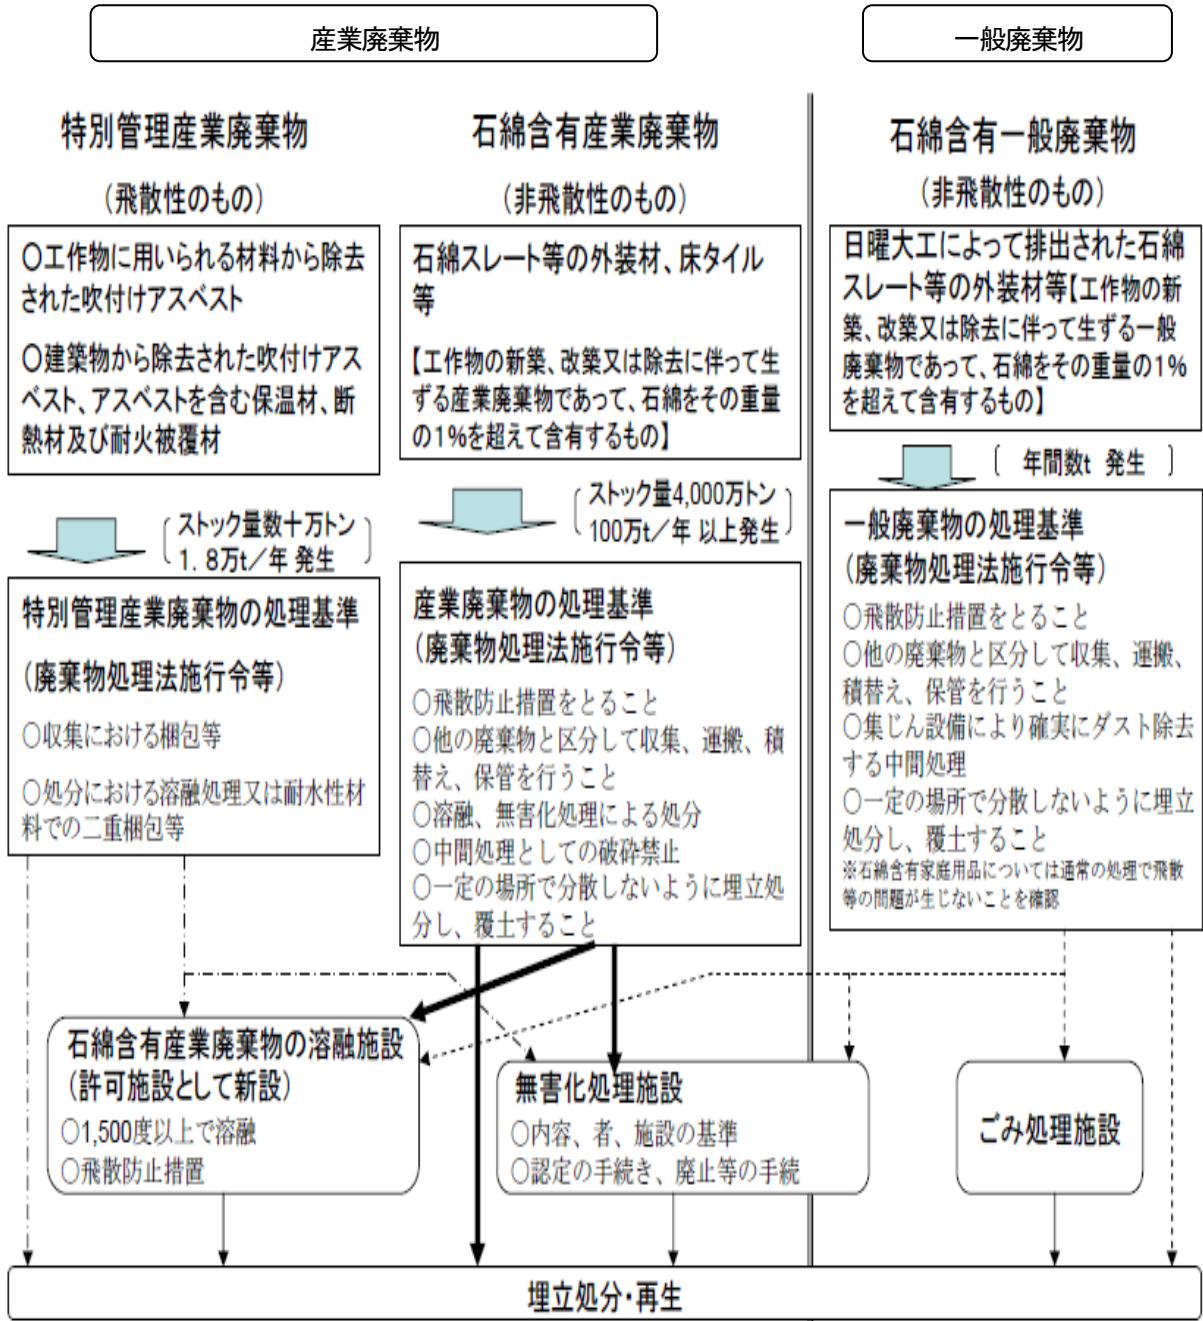 産業廃棄物
一般廃棄物
特別管理産業廃棄物
(飛散性のもの)
〇工作物に用いられる材料から除去
された吹付けアスベスト
〇建築物から除去された吹付けアス
ベスト、アスベストを含む保温材、断
熱材及び耐火被覆材
ストック量数十万トン
1.8万t/年 発生
特別管理産業廃棄物の処理基準
(廃棄物処理法施行令等)
○収集における梱包等
○処分における溶融処理又は耐水性材
料での二重梱包等
石綿含有産業廃棄物
(非飛散性のもの)
石綿スレート等の外装材、床タイル
等
【工作物の新築、改築又は除去に伴って生
ずる産業廃棄物であって、石綿をその重量
の1%を超えて含有するもの】
ストック量4,000万トン
100万t/年 以上発生
産業廃棄物の処理基準
(廃棄物処理法施行令等)
○飛散防止措置をとること
○他の廃棄物と区分して収集、運搬、積
替え、保管を行うこと
○溶融、無害化処理による処分
○中間処理としての破砕禁止
○一定の場所で分散しないように埋立処
分し、覆土すること
石綿含有一般廃棄物
(非飛散性のもの)
日曜大工によって排出された石綿
スレート等の外装材等【工作物の新
築、改築又は除去に伴って生ずる一般
廃棄物であって、石綿をその重量の1%
を超えて含有するもの】
〔 年間数t 発生 〕
一般廃棄物の処理基準
(廃棄物処理法施行令等)
○飛散防止措置をとること
○他の廃棄物と区分して収集、運搬、
積替え、保管を行うこと
○集じん設備により確実にダスト除去
する中間処理
○一定の場所で分散しないように埋立
処分し、覆土すること
※石綿含有家庭用品については通常の処理で飛散
等の問題が生じないことを確認
石綿含有産業廃棄物の溶融施設
(許可施設として新設)
○1,500度以上で溶融
○飛散防止措置
無害化処理施設
○内容、者、施設の基準
○認定の手続き、廃止等の手続
ごみ処理施設
埋立処分・再生